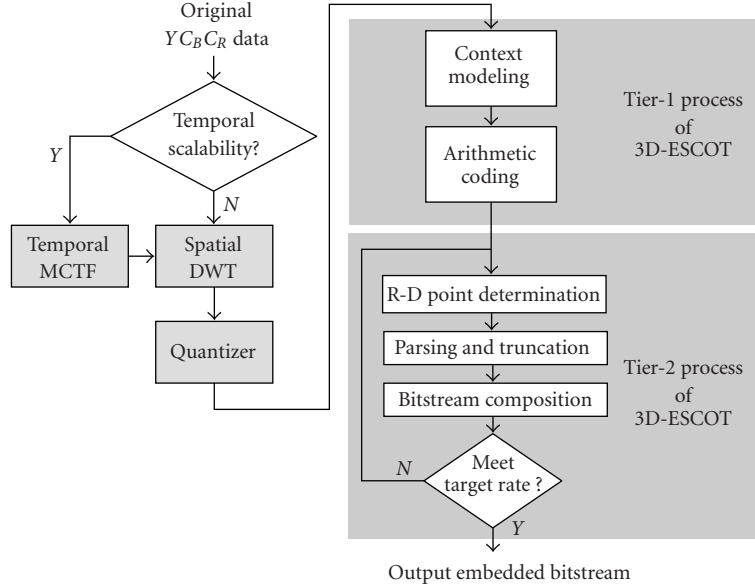 Original
YC_BC_R data
Temporal
scalability?
Y
N
Temporal
MCTF
Spatial
DWT
Quantizer
Context
modeling
Arithmetic
coding
Tier-1 process
of
3D-ESCOT
R-D point determination
Parsing and truncation
Bitstream composition
Meet
target rate ?
N
Y
Tier-2 process
of
3D-ESCOT
Output embedded bitstream